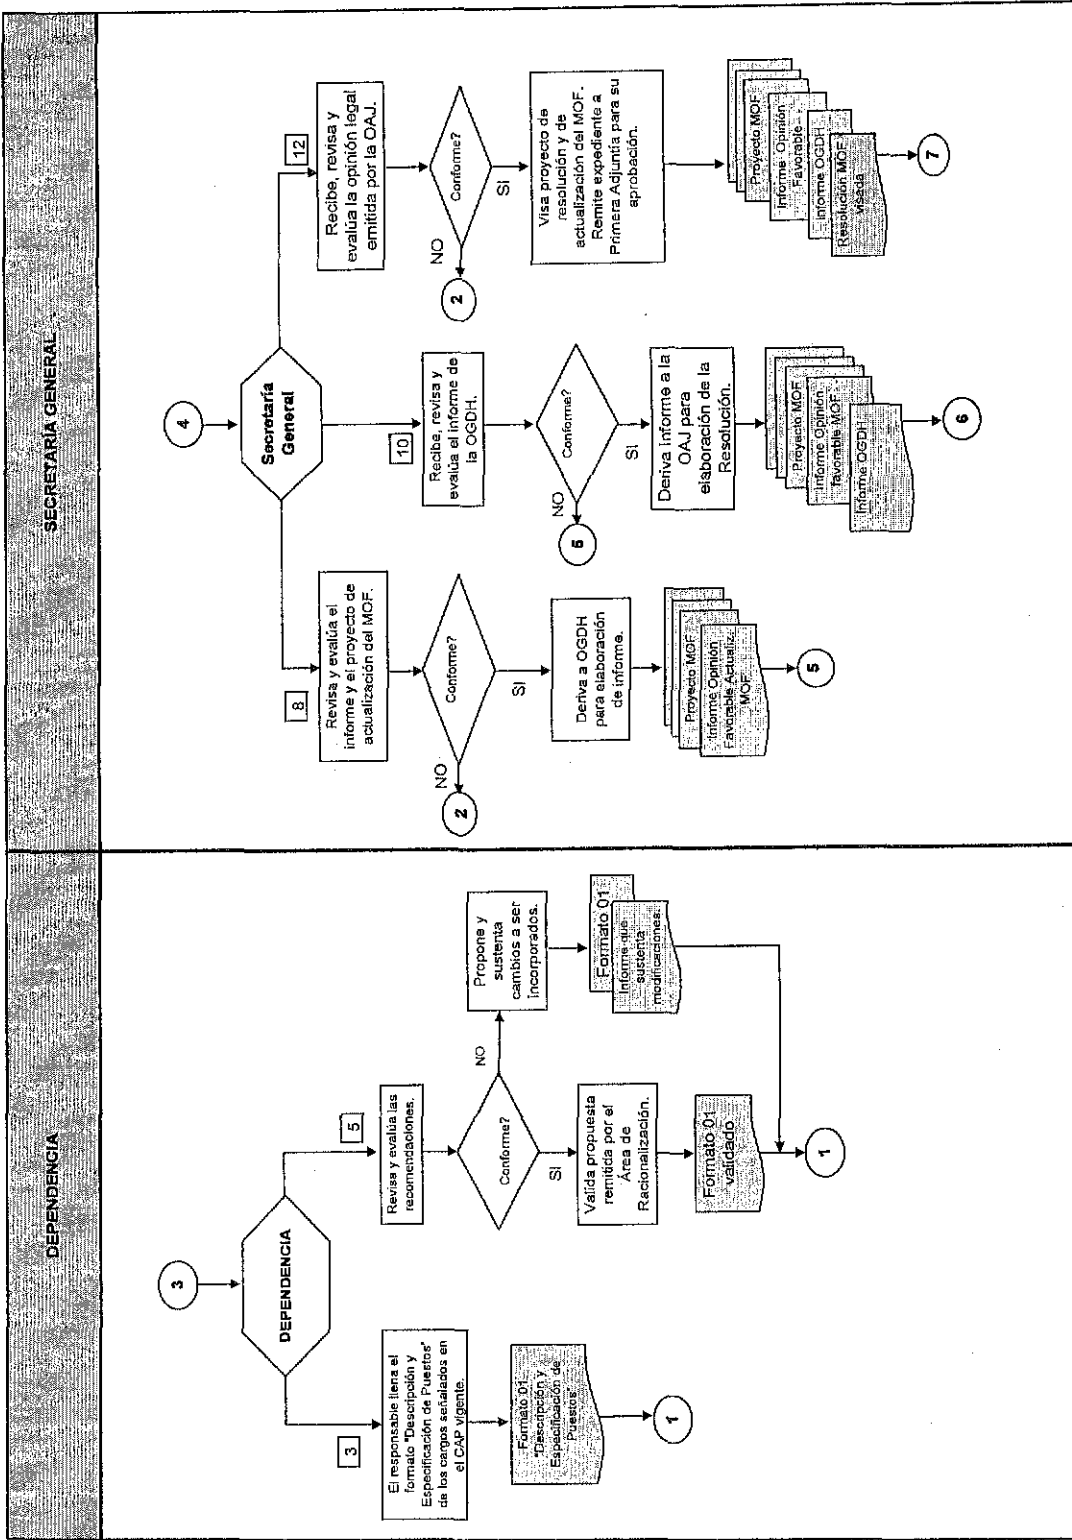 DEPENDENCIA
3
DEPENDENCIA
3
El responsable llena el
formato "Descripción y
Especificación de Puestos"
de los cargos señalados en
el CAP vigente.
Formato 01
"Descripción y
Especificación de
Puestos"
1
5
Revisa y evalúa las
recomendaciones.
Conforme?
NO
SI
Propone y
sustenta
cambios a ser
Incorporados.
Formato 01
Informe que
sustenta
modificaciones.
Valida propuesta
remitida por el
Área de
Racionalización.
Formato 01
validado
1
SECRETARÍA GENERAL
4
Secretaría
General
8
Revisa y evalúa el
informe y el proyecto de
actualización del MOF.
Conforme?
NO
2
SI
Deriva a OGDH
para elaboración
de informe.
Proyecto MOF
Informe Opinión
Favorable Actualiz.
MOF.
5
10
Recibe, revisa y
evalúa el informe de
la OGDH.
Conforme?
NO
5
SI
Deriva Informe a la
OAJ para
elaboración de la
Resolución.
Proyecto MOF
Informe Opinión
favorable MOF.
Informe OGDH
6
12
Recibe, revisa y
evalúa la opinión legal
emitida por la OAJ.
Conforme?
NO
2
SI
Visa proyecto de
resolución y de
actualización del MOF.
Remite expediente a
Primera Adjuntía para su
aprobación.
Proyecto MOF
Informe Opinión
Favorable
Informe OGDH
Resolución MOF
visada
7